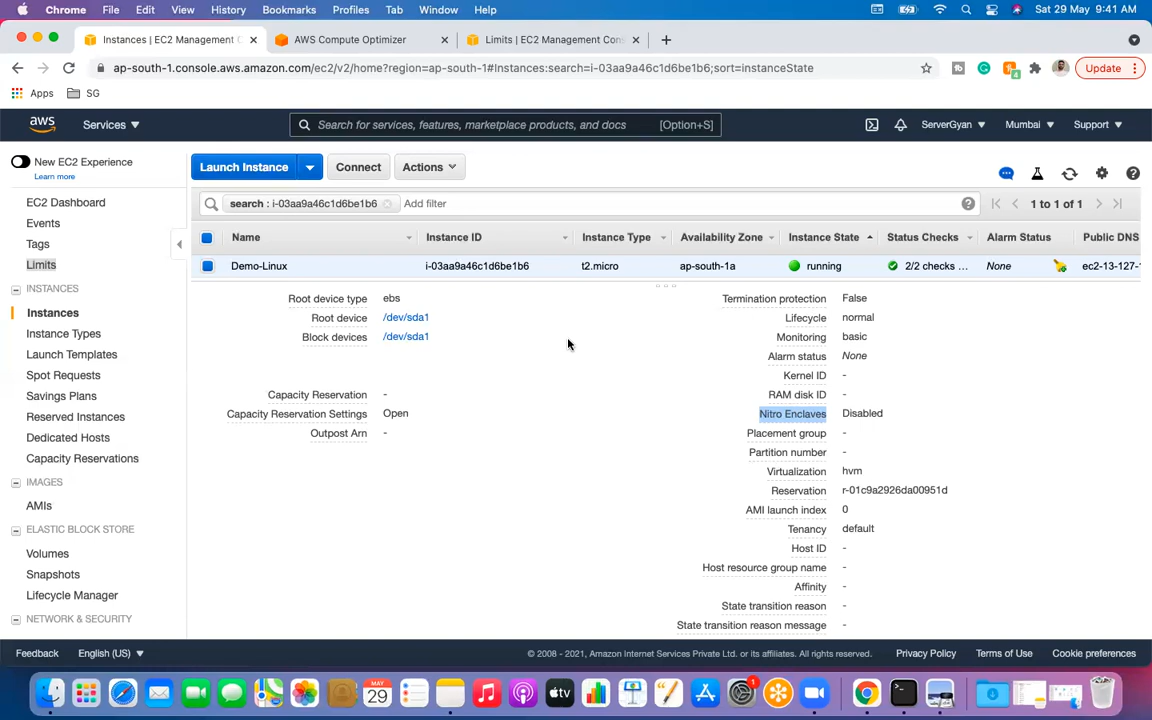 Chrome File Edit View History Bookmarks Profiles Tab Window Help Sat 29 May 9:41 AM
Instances | EC2 Management C AWS Compute Optimizer Limits | EC2 Management Con
ap-south-1.console.aws.amazon.com/ec2/v2/home?region=ap-south-1#Instances:search=i-03aa9a46c1d6be1b6;sort=instanceState Update
Apps SG
aws Services Search for services, features, marketplace products, and docs [Option+S] ServerGyan Mumbai Support
New EC2 Experience
Learn more
EC2 Dashboard
Events
Tags
Limits
INSTANCES
Instances
Instance Types
Launch Templates
Spot Requests
Savings Plans
Reserved Instances
Dedicated Hosts
Capacity Reservations
IMAGES
AMIs
ELASTIC BLOCK STORE
Volumes
Snapshots
Lifecycle Manager
NETWORK & SECURITY
Launch Instance Connect Actions
search : i-03aa9a46c1d6be1b6 Add filter 1 to 1 of 1
Name Instance ID Instance Type Availability Zone Instance State Status Checks Alarm Status Public DNS
Demo-Linux i-03aa9a46c1d6be1b6 t2.micro ap-south-1a running 2/2 checks ... None ec2-13-127-
Root device type ebs
Root device /dev/sda1
Block devices /dev/sda1
Capacity Reservation -
Capacity Reservation Settings Open
Outpost Arn -
Termination protection False
Lifecycle normal
Monitoring basic
Alarm status None
Kernel ID -
RAM disk ID -
Nitro Enclaves Disabled
Placement group -
Partition number -
Virtualization hvm
Reservation r-01c9a2926da00951d
AMI launch index 0
Tenancy default
Host ID -
Host resource group name -
Affinity -
State transition reason -
State transition reason message -
Feedback English (US) © 2008 - 2021, Amazon Internet Services Private Ltd. or its affiliates. All rights reserved. Privacy Policy Terms of Use Cookie preferences
MAY
29
tv
1